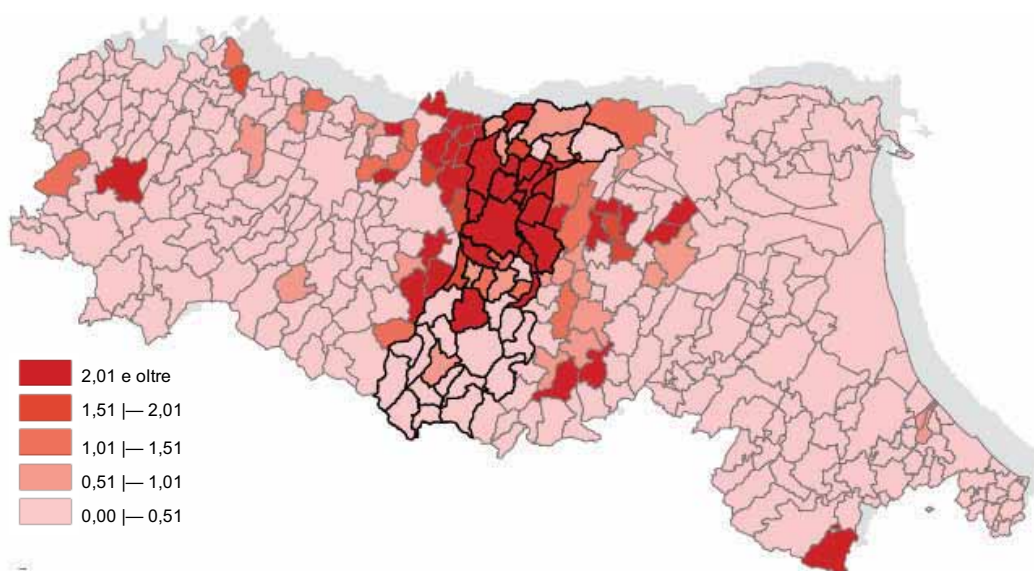 2,01 e oltre
1,51 |— 2,01
1,01 |— 1,51
0,51 |— 1,01
0,00 |— 0,51